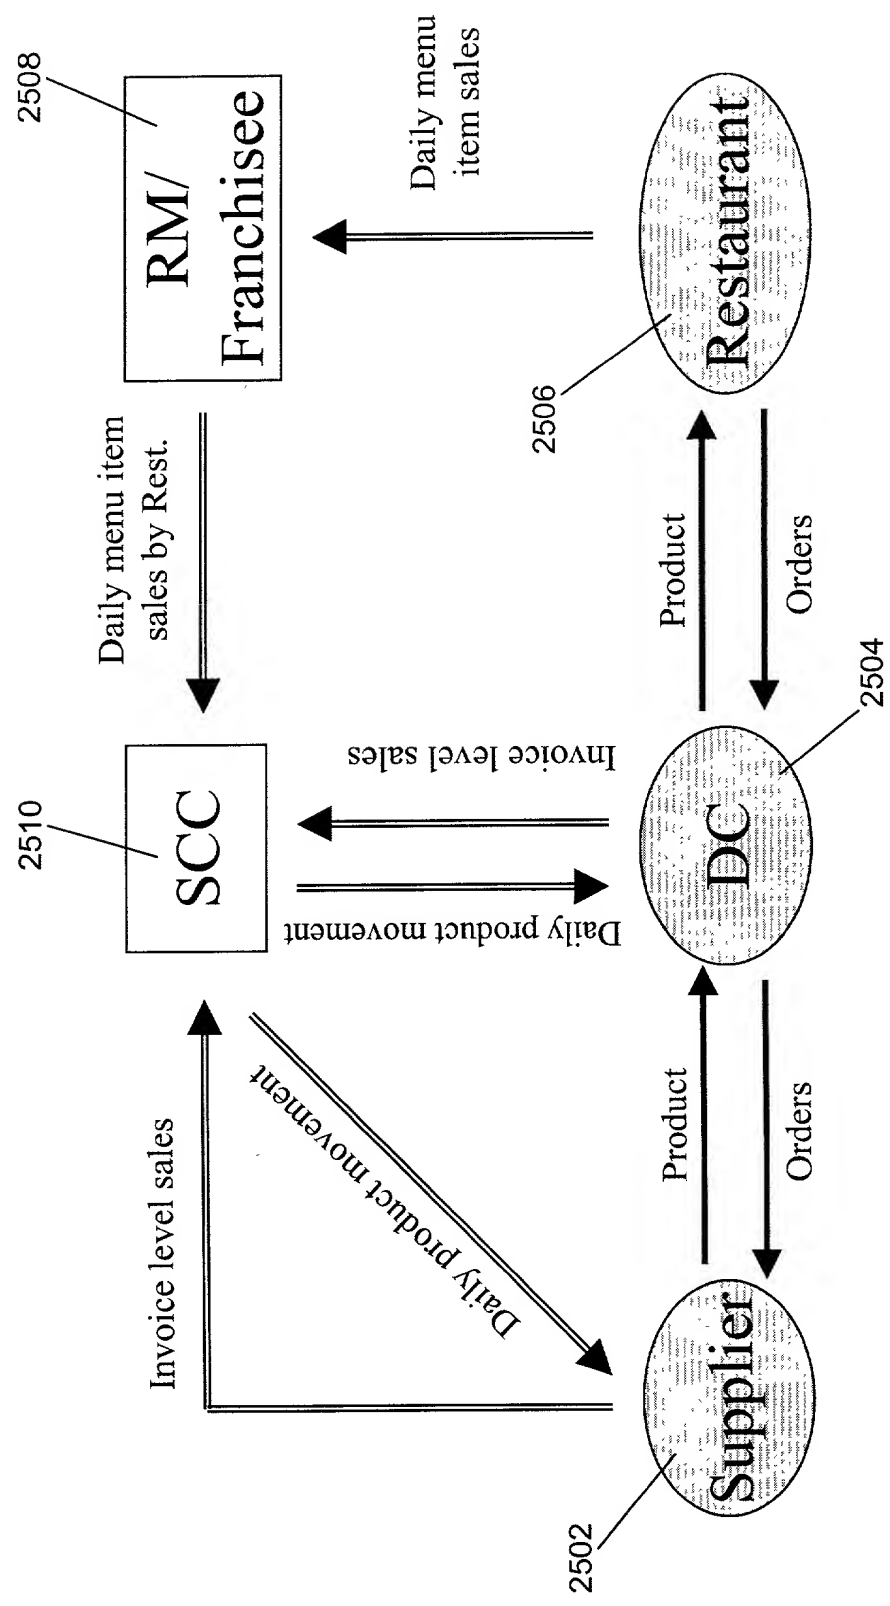 2510
2508
SCC
RM/
Franchisee
Invoice level sales
Daily menu item
sales by Rest.
Daily product movement
Daily product movement
Invoice level sales
Daily menu
item sales
2502
Supplier
Product
Orders
DC
2504
Product
Orders
2506
Restaurant